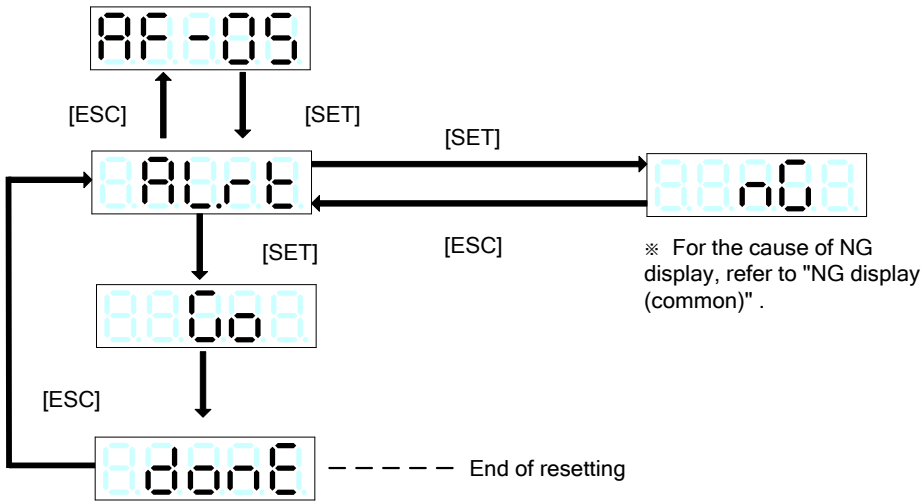 AF-05
[ESC]
[SET]
[SET]
AL.rt
nG
[SET]
[ESC]
※ For the cause of NG
display, refer to "NG display
(common)" .
Go
[ESC]
donE
End of resetting